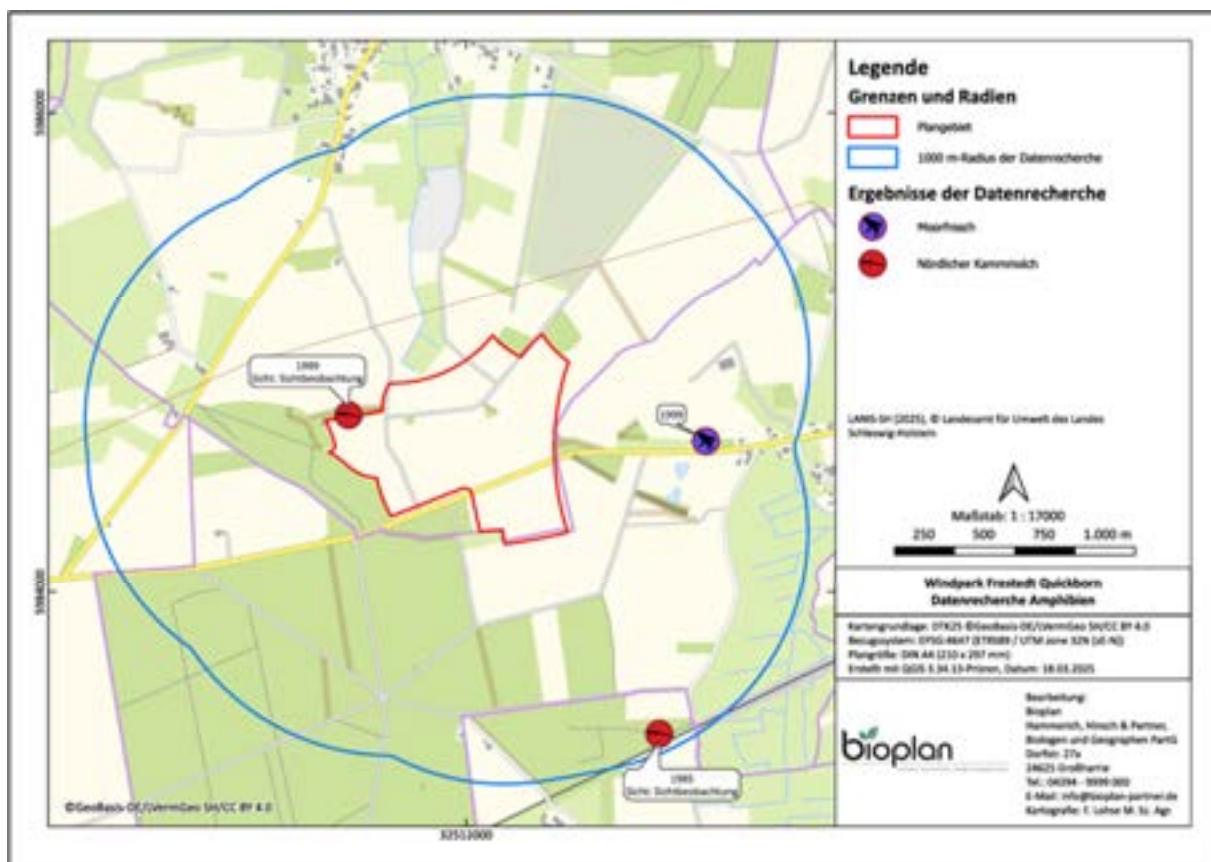 Legende
Grenzen und Radien
Plangebiet
1000 m-Radius der Datenrecherche
Ergebnisse der Datenrecherche
Moorfrosch
Nördlicher Kammmolch
LANIS-SH (2025), © Landesamt für Umwelt des Landes
Schleswig-Holstein
Maßstab: 1 : 17000
250 500 750 1.000 m
Windpark Frestedt Quickborn
Datenrecherche Amphibien
Kartengrundlage: DTK25 ©GeoBasis-DE/LVermGeo SH/CC BY 4.0
Bezugssystem: EPSG:4647 (ETRS89 / UTM zone 32N (zE-N))
Plangröße: DIN A4 (210 x 297 mm)
Erstellt mit QGIS 3.34.13-Prizren, Datum: 18.03.2025
bioplan
Bearbeitung:
Bioplan
Hammerich, Hinsch & Partner,
Biologen und Geographen PartG
Dorfstr. 27a
24625 Großharrie
Tel.: 04394 - 9999 000
E-Mail: info@bioplan-partner.de
Kartografie: T. Lohse M. Sc. Agr.
1989
Sicht: Sichtbeobachtung
1999
1985
Sicht: Sichtbeobachtung
©GeoBasis-DE/LVermGeo SH/CC BY 4.0
5986000
5984000
32512000